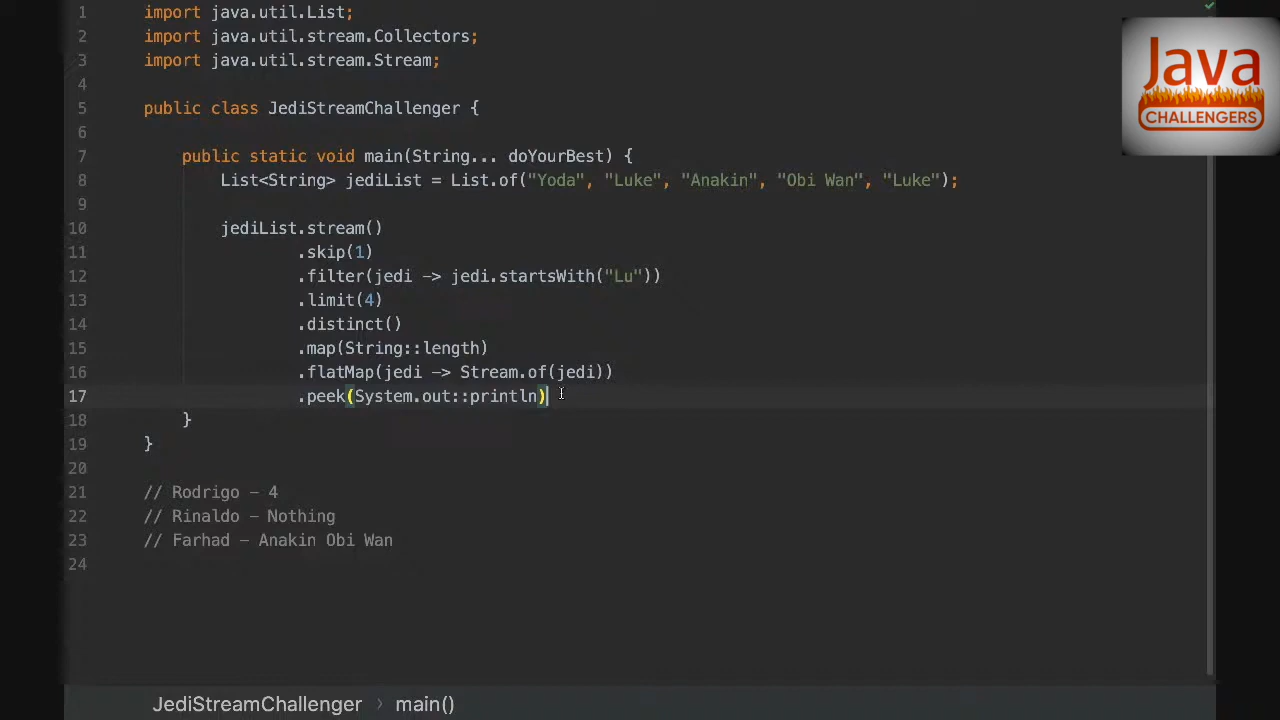 1 import java.util.List;
2 import java.util.stream.Collectors;
3 import java.util.stream.Stream;
4
5 public class JediStreamChallenger {
6
7 public static void main(String... doYourBest) {
8 List<String> jediList = List.of("Yoda", "Luke", "Anakin", "Obi Wan", "Luke");
9
10 jediList.stream()
11 .skip(1)
12 .filter(jedi -> jedi.startsWith("Lu"))
13 .limit(4)
14 .distinct()
15 .map(String::length)
16 .flatMap(jedi -> Stream.of(jedi))
17 .peek(System.out::println)
18 }
19 }
20
21 // Rodrigo - 4
22 // Rinaldo - Nothing
23 // Farhad - Anakin Obi Wan
24
Java
CHALLENGERS
JediStreamChallenger › main()